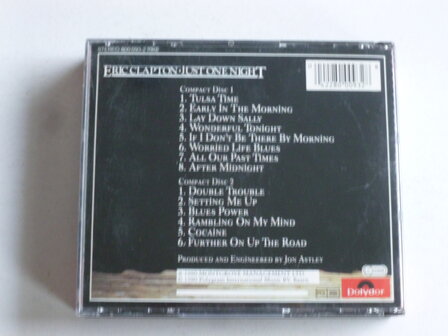 ERIC CLAPTON · JUST ONE NIGHT
COMPACT DISC 1
1. TULSA TIME
2. EARLY IN THE MORNING
3. LAY DOWN SALLY
4. WONDERFUL TONIGHT
5. IF I DON'T BE THERE BY MORNING
6. WORRIED LIFE BLUES
7. ALL OUR PAST TIMES
8. AFTER MIDNIGHT
COMPACT DISC 2
1. DOUBLE TROUBLE
2. SETTING ME UP
3. BLUES POWER
4. RAMBLING ON MY MIND
5. COCAINE
6. FURTHER ON UP THE ROAD
PRODUCED AND ENGINEERED BY JON ASTLEY
Polydor